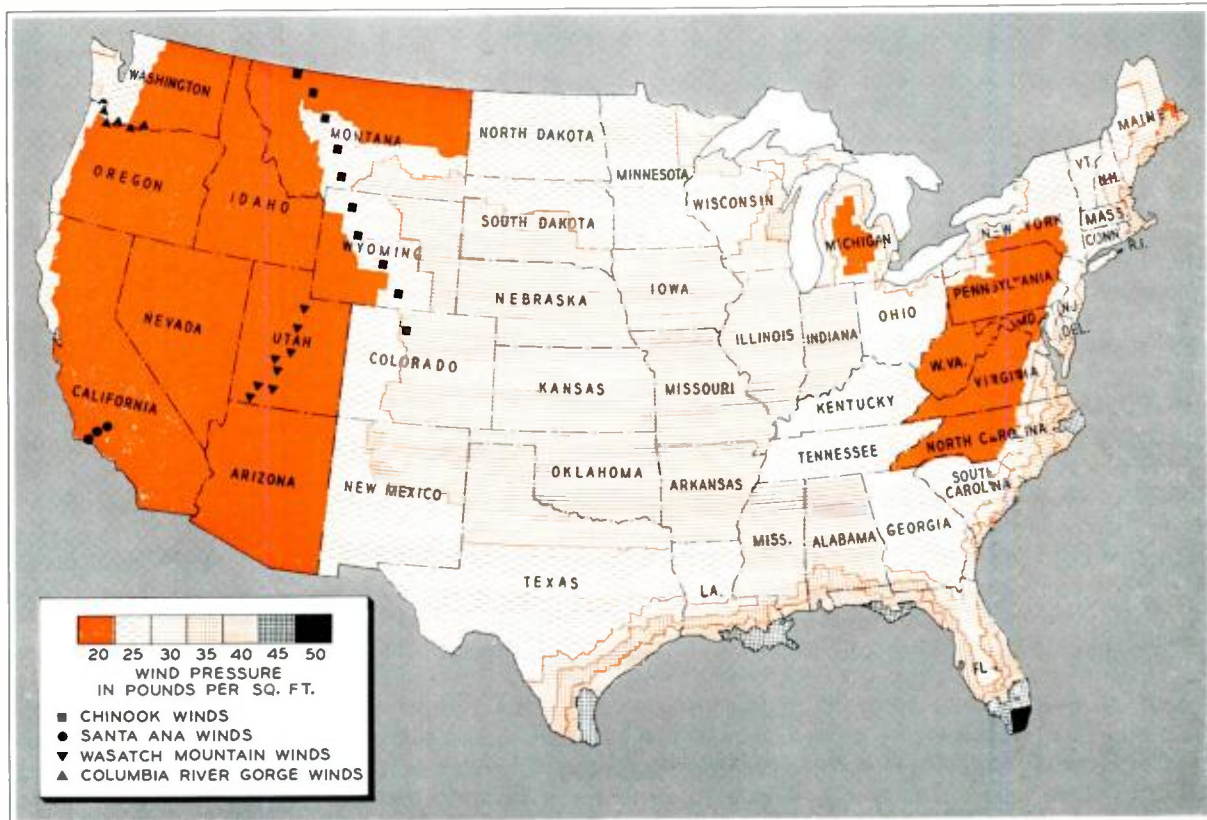 WASHINGTON
MONTANA
NORTH DAKOTA
MINNESOTA
MAINE
OREGON
IDAHO
WYOMING
SOUTH DAKOTA
WISCONSIN
MICHIGAN
VT.
N.H.
NEW YORK
MASS.
CONN.
R.I.
NEVADA
UTAH
NEBRASKA
IOWA
PENNSYLVANIA
N.J.
OHIO
MD.
DEL.
COLORADO
ILLINOIS
INDIANA
W.VA.
VIRGINIA
CALIFORNIA
KANSAS
MISSOURI
KENTUCKY
NORTH CAROLINA
TENNESSEE
ARIZONA
NEW MEXICO
OKLAHOMA
ARKANSAS
SOUTH
CAROLINA
MISS.
ALABAMA
GEORGIA
TEXAS
LA.
FL
20 25 30 35 40 45 50
WIND PRESSURE
IN POUNDS PER SQ. FT.
CHINOOK WINDS
SANTA ANA WINDS
WASATCH MOUNTAIN WINDS
COLUMBIA RIVER GORGE WINDS